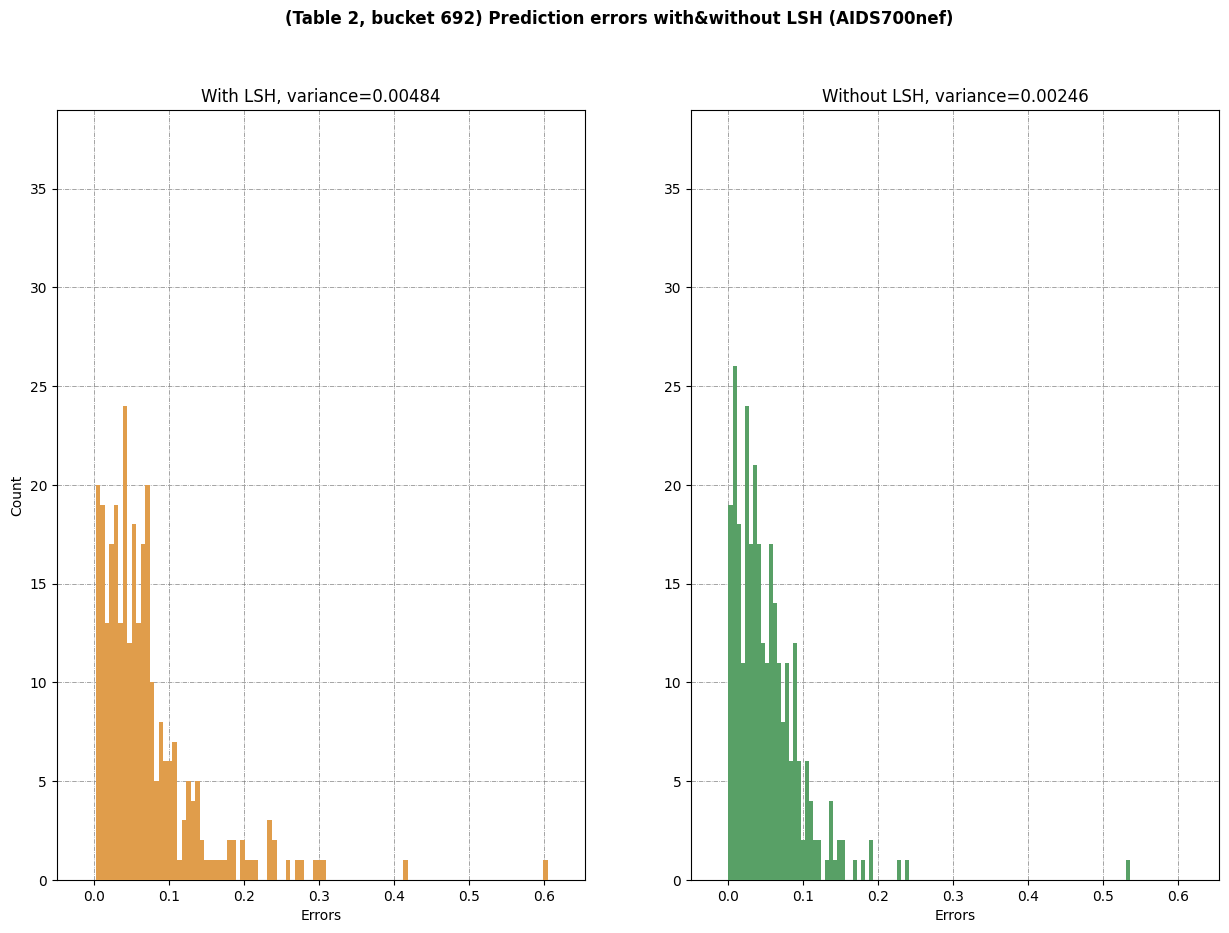 (Table 2, bucket 692) Prediction errors with&without LSH (AIDS700nef)
With LSH, variance=0.00484
35
30
25
20
15
10
5
0
Count
0.0 0.1 0.2 0.3 0.4 0.5 0.6
Errors
Without LSH, variance=0.00246
35
30
25
20
15
10
5
0
0.0 0.1 0.2 0.3 0.4 0.5 0.6
Errors